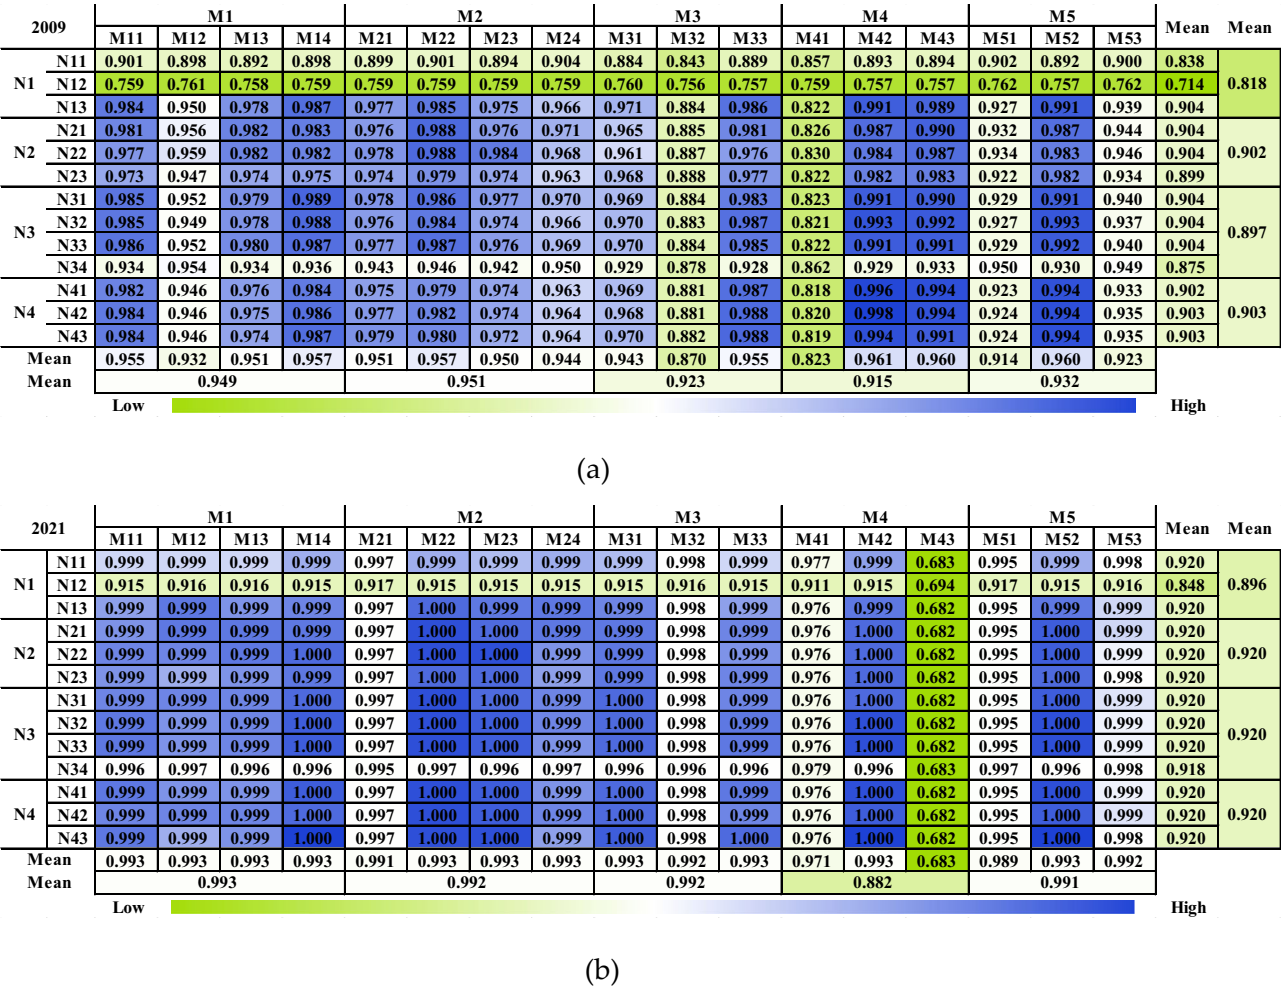 2009 M1 M2 M3 M4 M5 Mean Mean
M11 M12 M13 M14 M21 M22 M23 M24 M31 M32 M33 M41 M42 M43 M51 M52 M53
N1 N11 0.901 0.898 0.892 0.898 0.899 0.901 0.894 0.904 0.884 0.843 0.889 0.857 0.893 0.894 0.902 0.892 0.900 0.838 0.818
N12 0.759 0.761 0.758 0.759 0.759 0.759 0.759 0.759 0.760 0.756 0.757 0.759 0.757 0.757 0.762 0.757 0.762 0.714
N13 0.984 0.950 0.978 0.987 0.977 0.985 0.975 0.966 0.971 0.884 0.986 0.822 0.991 0.989 0.927 0.991 0.939 0.904
N2 N21 0.981 0.956 0.982 0.983 0.976 0.988 0.976 0.971 0.965 0.885 0.981 0.826 0.987 0.990 0.932 0.987 0.944 0.904 0.902
N22 0.977 0.959 0.982 0.982 0.978 0.988 0.984 0.968 0.961 0.887 0.976 0.830 0.984 0.987 0.934 0.983 0.946 0.904
N23 0.973 0.947 0.974 0.975 0.974 0.979 0.974 0.963 0.968 0.888 0.977 0.822 0.982 0.983 0.922 0.982 0.934 0.899
N3 N31 0.985 0.952 0.979 0.989 0.978 0.986 0.977 0.970 0.969 0.884 0.983 0.823 0.991 0.990 0.929 0.991 0.940 0.904 0.897
N32 0.985 0.949 0.978 0.988 0.976 0.984 0.974 0.966 0.970 0.883 0.987 0.821 0.993 0.992 0.927 0.993 0.937 0.904
N33 0.986 0.952 0.980 0.987 0.977 0.987 0.976 0.969 0.970 0.884 0.985 0.822 0.991 0.991 0.929 0.992 0.940 0.904
N34 0.934 0.954 0.934 0.936 0.943 0.946 0.942 0.950 0.929 0.878 0.928 0.862 0.929 0.933 0.950 0.930 0.949 0.875
N4 N41 0.982 0.946 0.976 0.984 0.975 0.979 0.974 0.963 0.969 0.881 0.987 0.818 0.996 0.994 0.923 0.994 0.933 0.902 0.903
N42 0.984 0.946 0.975 0.986 0.977 0.982 0.974 0.964 0.968 0.881 0.988 0.820 0.998 0.994 0.924 0.994 0.935 0.903
N43 0.984 0.946 0.974 0.987 0.979 0.980 0.972 0.964 0.970 0.882 0.988 0.819 0.994 0.991 0.924 0.994 0.935 0.903
Mean 0.955 0.932 0.951 0.957 0.951 0.957 0.950 0.944 0.943 0.870 0.955 0.823 0.961 0.960 0.914 0.960 0.923
Mean 0.949 0.951 0.923 0.915 0.932
Low High
(a)
2021 M1 M2 M3 M4 M5 Mean Mean
M11 M12 M13 M14 M21 M22 M23 M24 M31 M32 M33 M41 M42 M43 M51 M52 M53
N1 N11 0.999 0.999 0.999 0.999 0.997 0.999 0.999 0.999 0.999 0.998 0.999 0.977 0.999 0.683 0.995 0.999 0.998 0.920 0.896
N12 0.915 0.916 0.916 0.915 0.917 0.915 0.915 0.915 0.915 0.916 0.915 0.911 0.915 0.694 0.917 0.915 0.916 0.848
N13 0.999 0.999 0.999 0.999 0.997 1.000 0.999 0.999 0.999 0.998 0.999 0.976 0.999 0.682 0.995 0.999 0.999 0.920
N2 N21 0.999 0.999 0.999 0.999 0.997 1.000 1.000 0.999 0.999 0.998 0.999 0.976 1.000 0.682 0.995 1.000 0.999 0.920 0.920
N22 0.999 0.999 0.999 1.000 0.997 1.000 1.000 0.999 0.999 0.998 0.999 0.976 1.000 0.682 0.995 1.000 0.999 0.920
N23 0.999 0.999 0.999 0.999 0.997 1.000 1.000 0.999 0.999 0.998 0.999 0.976 1.000 0.682 0.995 1.000 0.999 0.920
N3 N31 0.999 0.999 0.999 1.000 0.997 1.000 1.000 0.999 1.000 0.998 0.999 0.976 1.000 0.682 0.995 1.000 0.999 0.920 0.920
N32 0.999 0.999 0.999 1.000 0.997 1.000 1.000 0.999 1.000 0.998 0.999 0.976 1.000 0.682 0.995 1.000 0.999 0.920
N33 0.999 0.999 0.999 1.000 0.997 1.000 1.000 0.999 1.000 0.998 0.999 0.976 1.000 0.682 0.995 1.000 0.999 0.920
N34 0.996 0.997 0.996 0.996 0.995 0.997 0.996 0.997 0.996 0.996 0.996 0.979 0.996 0.683 0.997 0.996 0.998 0.918
N4 N41 0.999 0.999 0.999 1.000 0.997 1.000 1.000 0.999 1.000 0.998 0.999 0.976 1.000 0.682 0.995 1.000 0.999 0.920 0.920
N42 0.999 0.999 0.999 1.000 0.997 1.000 1.000 0.999 1.000 0.998 0.999 0.976 1.000 0.682 0.995 1.000 0.999 0.920
N43 0.999 0.999 0.999 1.000 0.997 1.000 1.000 0.999 1.000 0.998 1.000 0.976 1.000 0.682 0.995 1.000 0.998 0.920
Mean 0.993 0.993 0.993 0.993 0.991 0.993 0.993 0.993 0.993 0.992 0.993 0.971 0.993 0.683 0.989 0.993 0.992
Mean 0.993 0.992 0.992 0.882 0.991
Low High
(b)